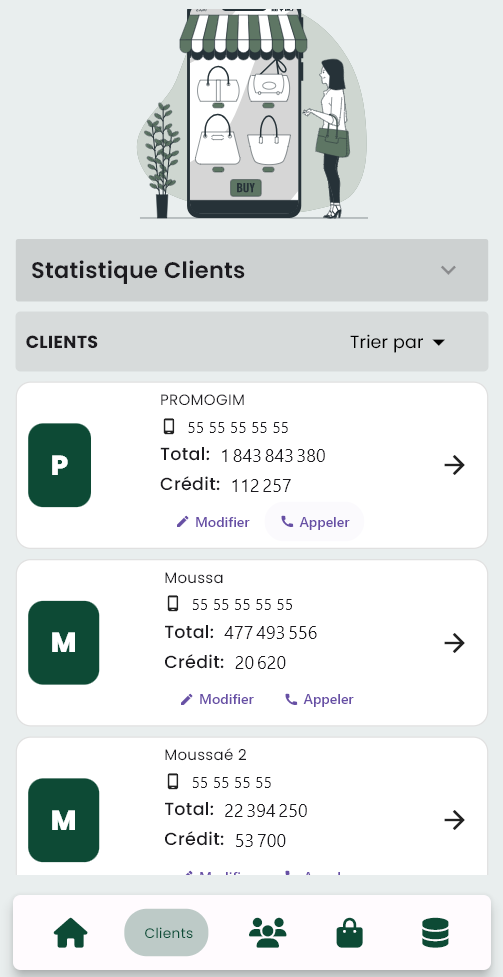 BUY
Statistique Clients
CLIENTS
Trier par
PROMOGIM
P
55 55 55 55 55
Total: 1 843 843 380
Crédit: 112 257
Modifier Appeler
Moussa
M
55 55 55 55 55
Total: 477 493 556
Crédit: 20 620
Modifier Appeler
Moussaé 2
M
55 55 55 55
Total: 22 394 250
Crédit: 53 700
Clients